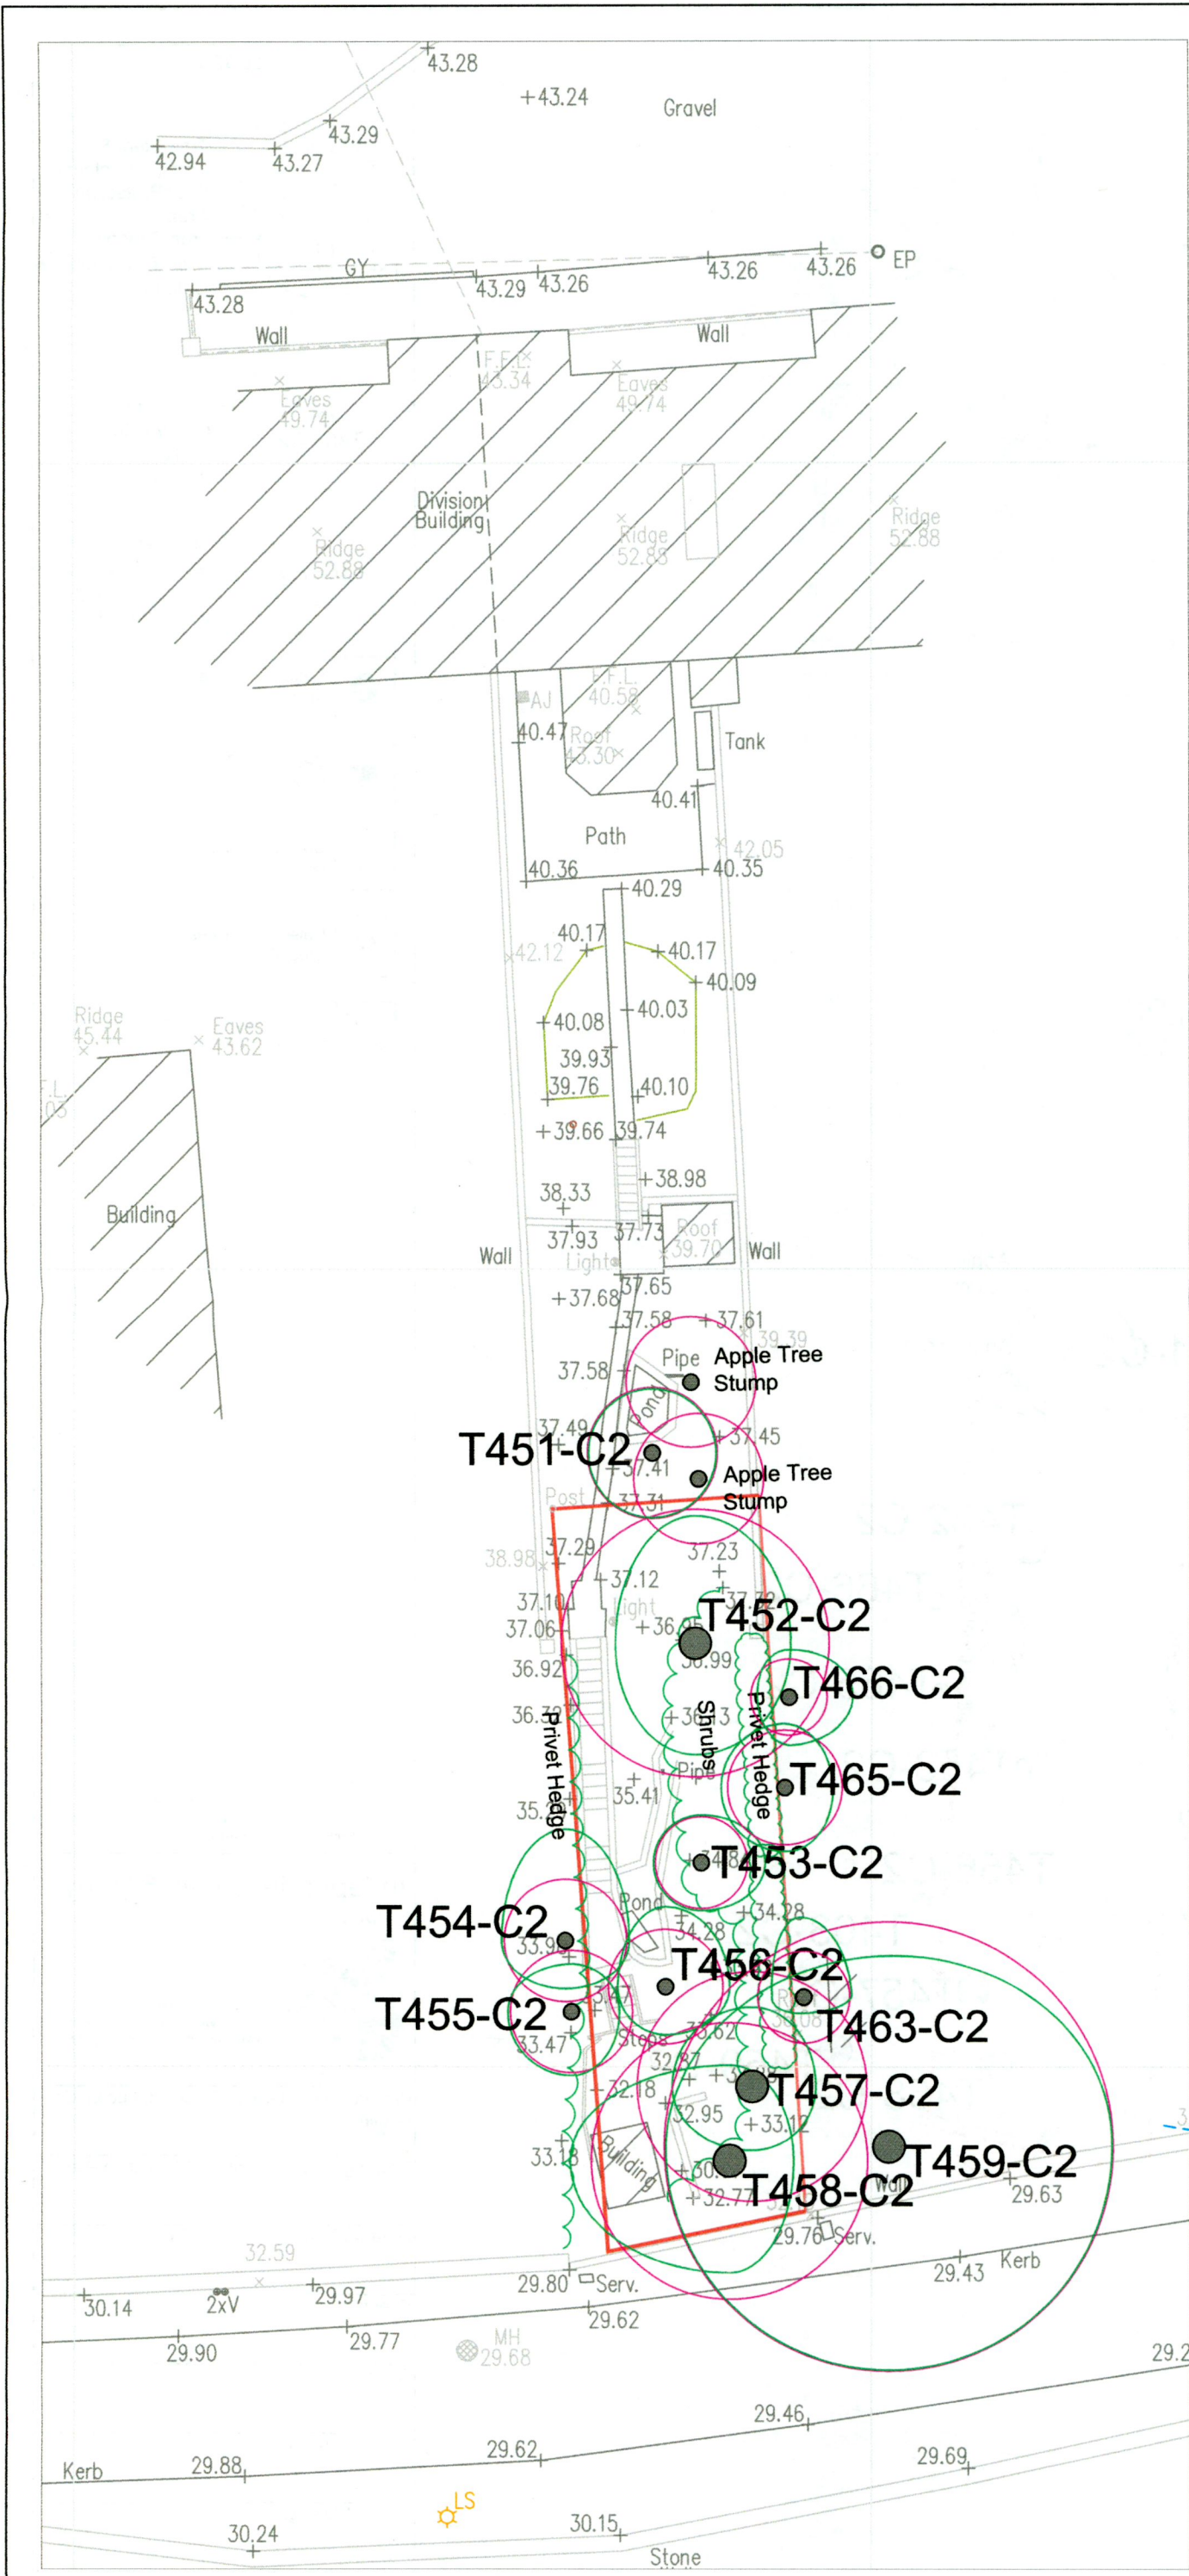 43.28
+43.24
Gravel
43.29
42.94
43.27
GY
43.28
43.29
43.26
43.26
43.26
EP
Wall
Wall
F.F.L.
43.34
Eaves
49.74
Eaves
49.74
Division
Building
Ridge
52.88
Ridge
52.88
Ridge
52.88
AJ
F.F.L.
40.58
40.47
Roof
43.30
Tank
40.41
Path
42.05
40.36
40.35
40.29
42.12
40.17
40.17
40.09
40.03
40.08
39.93
39.76
40.10
Ridge
45.44
Eaves
43.62
+39.66
39.74
38.98
38.33
37.93
37.73
Roof
39.70
Building
Wall
Wall
Light
37.65
+37.68
37.58
37.61
39.39
37.58
Pipe
Apple Tree
Stump
Pond
37.49
T451-C2
37.45
37.41
Apple Tree
Stump
Post
37.31
37.29
38.98
37.23
37.12
37.10
Light
37.06
T452-C2
36.92
T466-C2
Privet Hedge
Shrubs
Privet Hedge
Pipe
35.41
T465-C2
T453-C2
Pond
34.28
34.28
T454-C2
T456-C2
T455-C2
T463-C2
33.47
Steps
32.87
32.18
32.95
T457-C2
33.12
33.18
Building
T459-C2
T458-C2
32.77
Wall
29.63
29.76
Serv.
32.59
29.80
Serv.
29.43
Kerb
30.14
2xV
29.97
29.62
29.90
29.77
MH
29.68
29.46
29.62
29.88
29.69
Kerb
LS
30.24
30.15
Stone